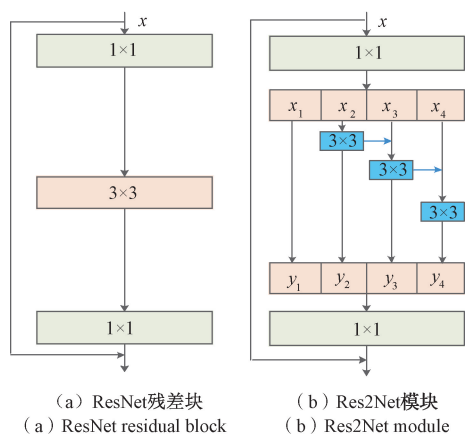 x
1×1
3×3
1×1
(a) ResNet残差块
(a) ResNet residual block
x
1×1
x1 x2 x3 x4
3×3
3×3
3×3
y1 y2 y3 y4
1×1
(b) Res2Net模块
(b) Res2Net module